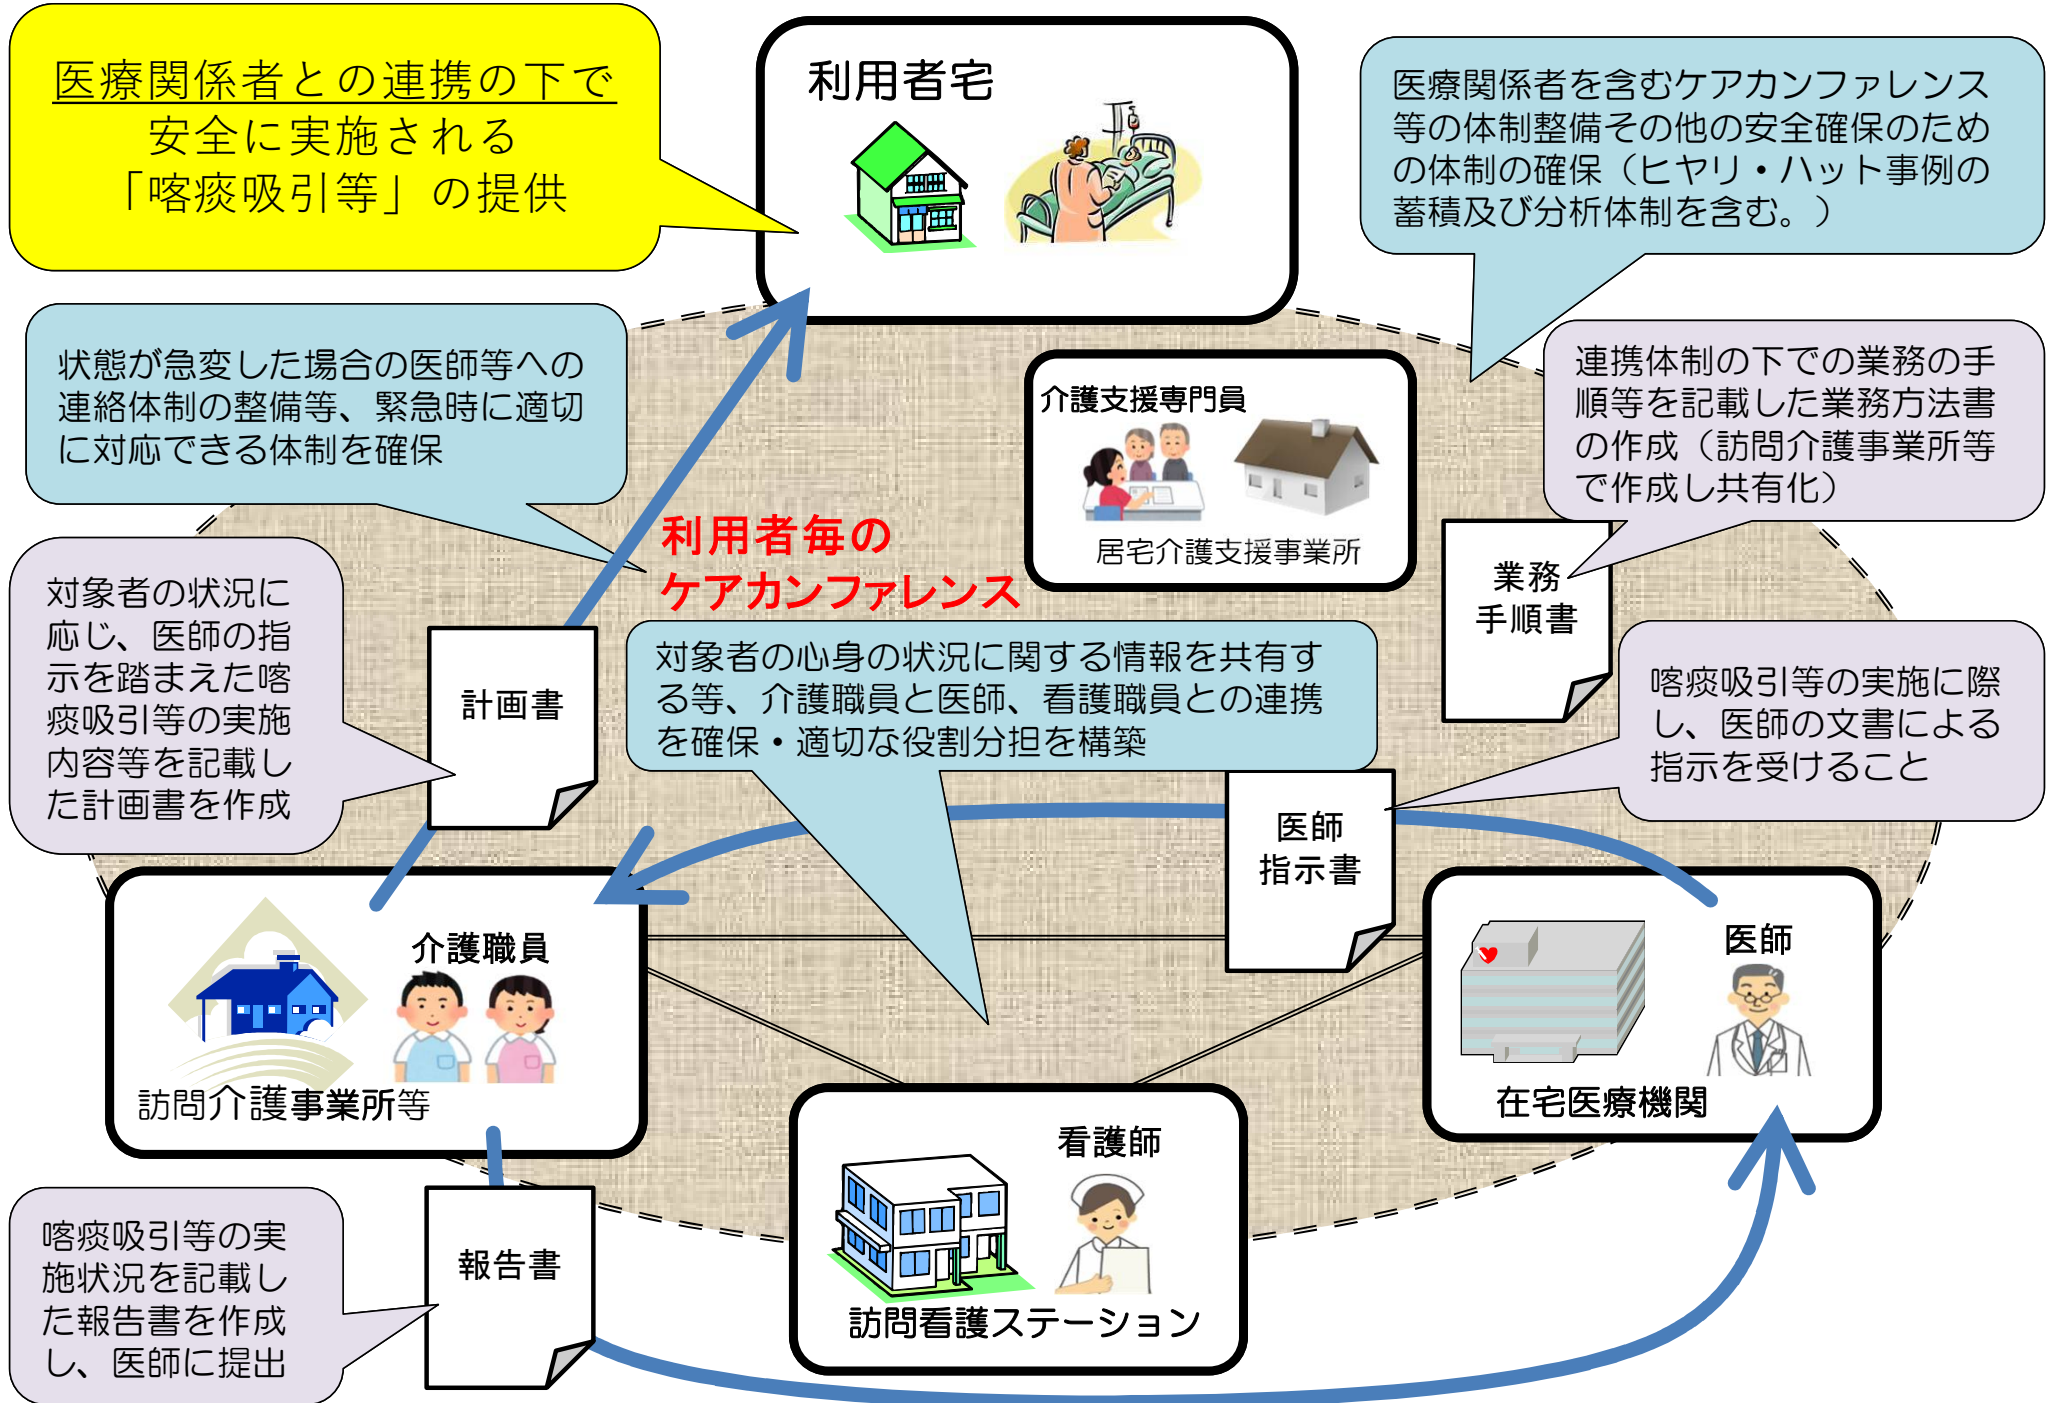 医療関係者との連携の下で
安全に実施される
「喀痰吸引等」の提供
利用者宅
医療関係者を含むケアカンファレンス
等の体制整備その他の安全確保のため
の体制の確保（ヒヤリ・ハット事例の
蓄積及び分析体制を含む。）
状態が急変した場合の医師等への
連絡体制の整備等、緊急時に適切
に対応できる体制を確保
介護支援専門員
居宅介護支援事業所
連携体制の下での業務の手
順等を記載した業務方法書
の作成（訪問介護事業所等
で作成し共有化）
利用者毎の
ケアカンファレンス
業務
手順書
対象者の状況に
応じ、医師の指
示を踏まえた喀
痰吸引等の実施
内容等を記載し
た計画書を作成
計画書
対象者の心身の状況に関する情報を共有す
る等、介護職員と医師、看護職員との連携
を確保・適切な役割分担を構築
喀痰吸引等の実施に際
し、医師の文書による
指示を受けること
医師
指示書
介護職員
訪問介護事業所等
医師
在宅医療機関
看護師
訪問看護ステーション
喀痰吸引等の実
施状況を記載し
た報告書を作成
し、医師に提出
報告書